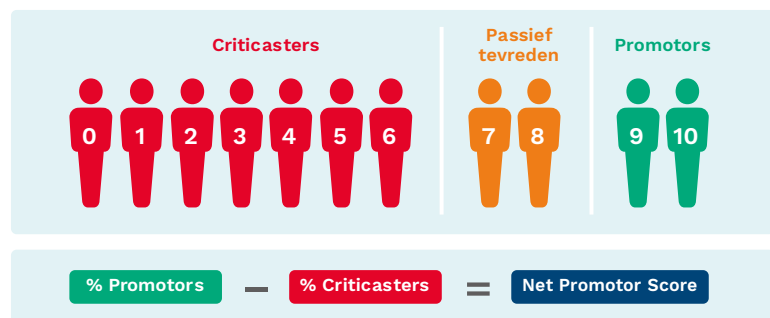 Criticasters
Passief
tevreden
Promotors
0 1 2 3 4 5 6 7 8 9 10
% Promotors – % Criticasters = Net Promotor Score